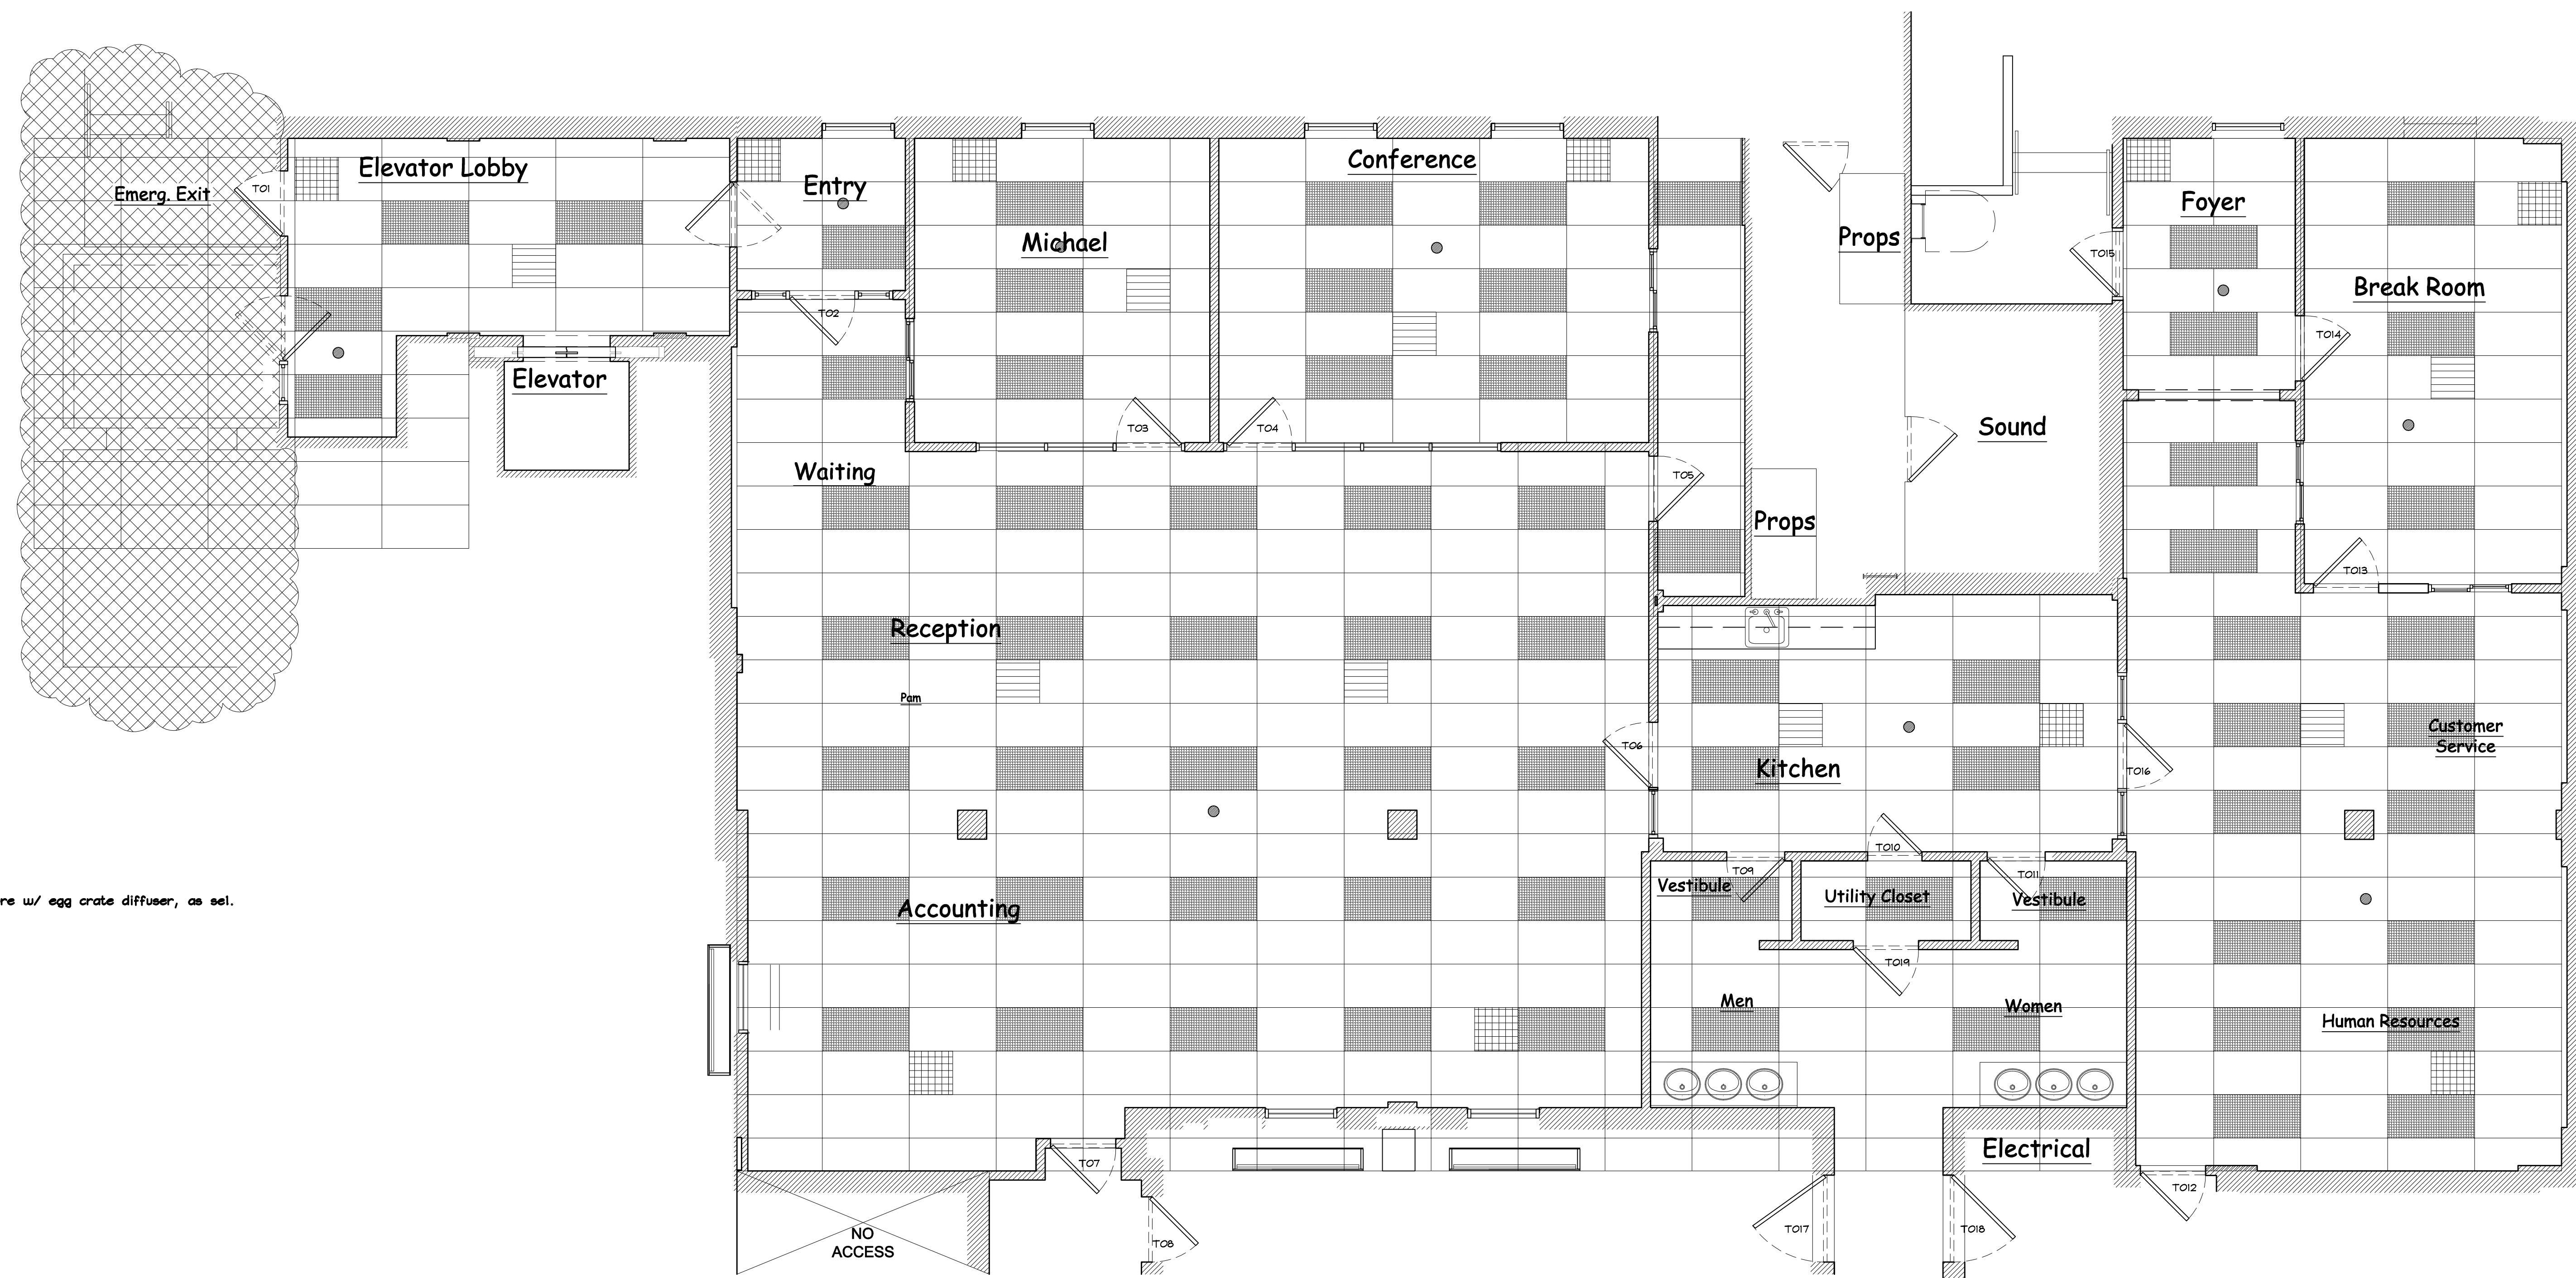 Elevator Lobby
Emerg. Exit
T01
Entry
Michael
Conference
Props
Foyer
Break Room
T015
T02
T014
Elevator
T03
T04
Sound
Waiting
T05
Props
T013
Reception
Pam
T06
Kitchen
T016
Customer
Service
T010
T09
T011
Vestibule
Utility Closet
Vestibule
re w/ egg crate diffuser, as sel.
Accounting
T019
Men
Women
Human Resources
Electrical
T07
T012
NO
ACCESS
T08
T017
T018